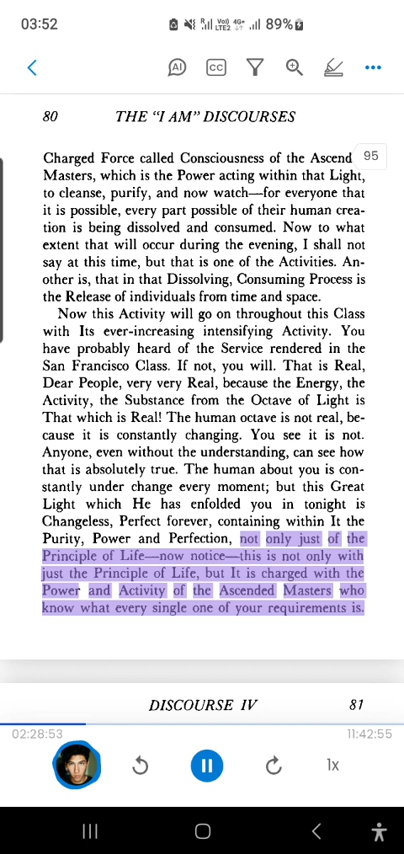 03:52
R Vo) 4G+
LTE2 89%
AI CC
80 THE "I AM" DISCOURSES
95
Charged Force called Consciousness of the Ascend
Masters, which is the Power acting within that Light,
to cleanse, purify, and now watch—for everyone that
it is possible, every part possible of their human crea-
tion is being dissolved and consumed. Now to what
extent that will occur during the evening, I shall not
say at this time, but that is one of the Activities. An-
other is, that in that Dissolving, Consuming Process is
the Release of individuals from time and space.
Now this Activity will go on throughout this Class
with Its ever-increasing intensifying Activity. You
have probably heard of the Service rendered in the
San Francisco Class. If not, you will. That is Real,
Dear People, very very Real, because the Energy, the
Activity, the Substance from the Octave of Light is
That which is Real! The human octave is not real, be-
cause it is constantly changing. You see it is not.
Anyone, even without the understanding, can see how
that is absolutely true. The human about you is con-
stantly under change every moment; but this Great
Light which He has enfolded you in tonight is
Changeless, Perfect forever, containing within It the
Purity, Power and Perfection, not only just of the
Principle of Life—now notice—this is not only with
just the Principle of Life, but It is charged with the
Power and Activity of the Ascended Masters who
know what every single one of your requirements is.
DISCOURSE IV 81
02:28:53 11:42:55
1x